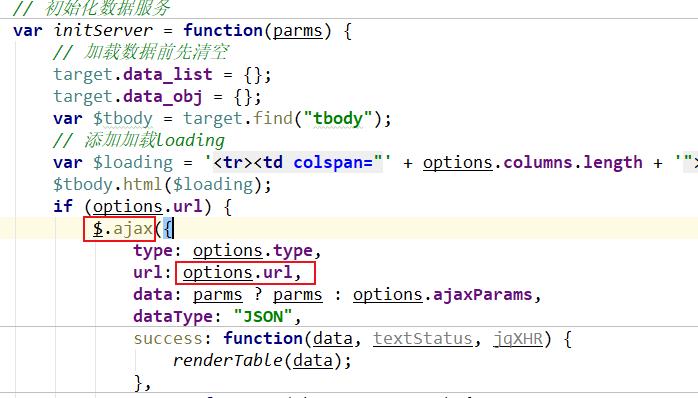 // 初始化数据服务
var initServer = function(parms) {
// 加载数据前先清空
target.data_list = {};
target.data_obj = {};
var $tbody = target.find("tbody");
// 添加加载loading
var $loading = '<tr><td colspan="' + options.columns.length + '">
$tbody.html($loading);
if (options.url) {
$.ajax({
type: options.type,
url: options.url,
data: parms ? parms : options.ajaxParams,
dataType: "JSON",
success: function(data, textStatus, jqXHR) {
renderTable(data);
},